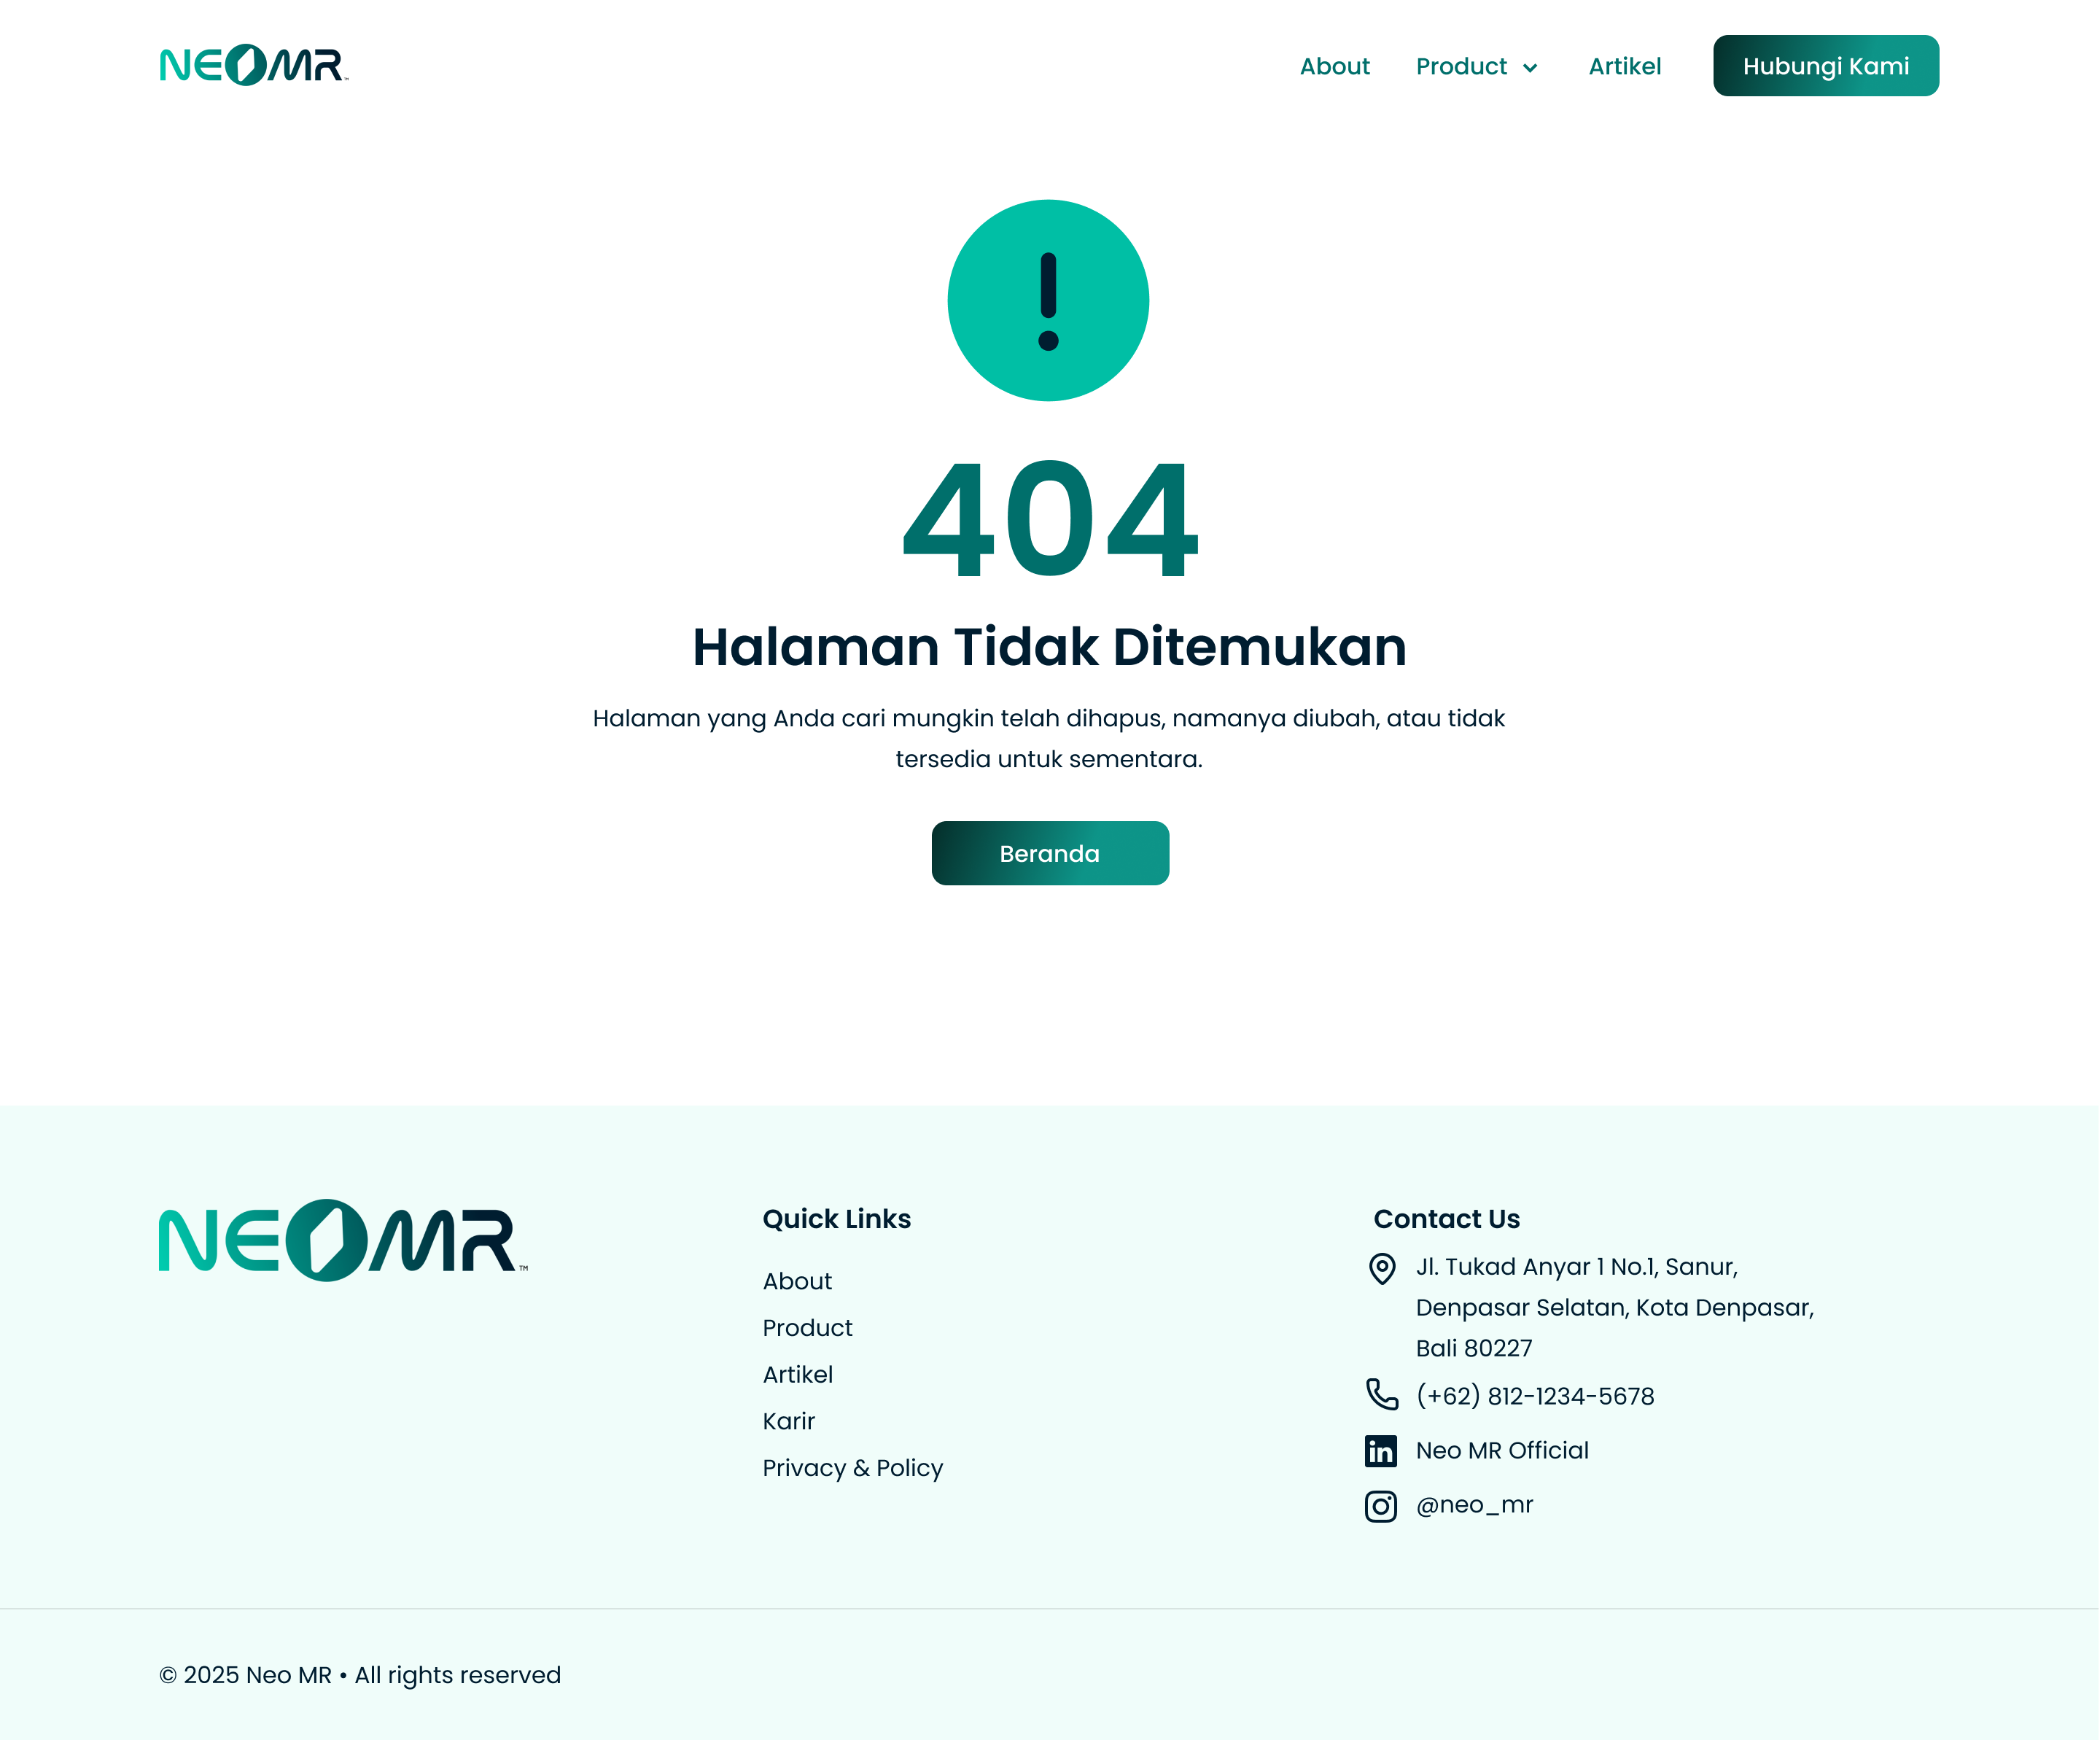 NEOMR™
About
Product
Artikel
Hubungi Kami
404
Halaman Tidak Ditemukan
Halaman yang Anda cari mungkin telah dihapus, namanya diubah, atau tidak
tersedia untuk sementara.
Beranda
NEOMR™
Quick Links
About
Product
Artikel
Karir
Privacy & Policy
Contact Us
Jl. Tukad Anyar 1 No.1, Sanur,
Denpasar Selatan, Kota Denpasar,
Bali 80227
(+62) 812-1234-5678
Neo MR Official
@neo_mr
© 2025 Neo MR • All rights reserved